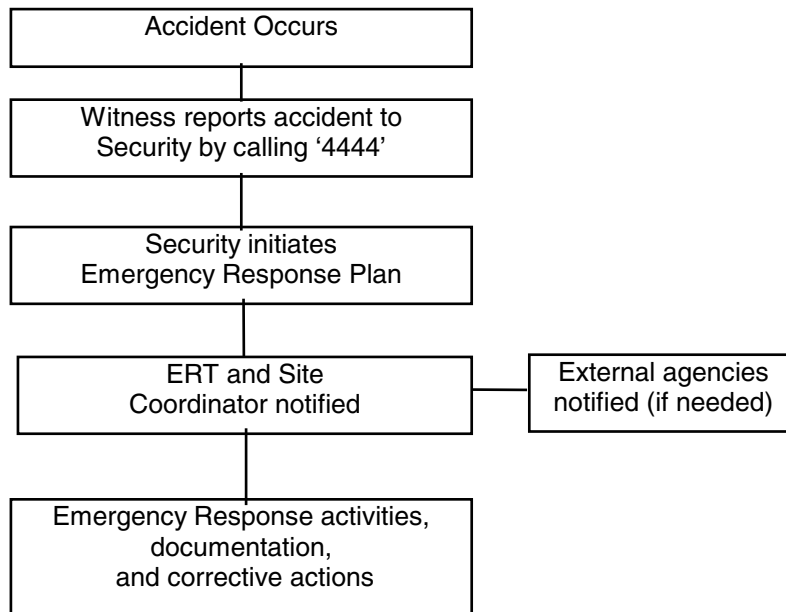 Accident Occurs
Witness reports accident to
Security by calling ‘4444’
Security initiates
Emergency Response Plan
ERT and Site
Coordinator notified
External agencies
notified (if needed)
Emergency Response activities,
documentation,
and corrective actions